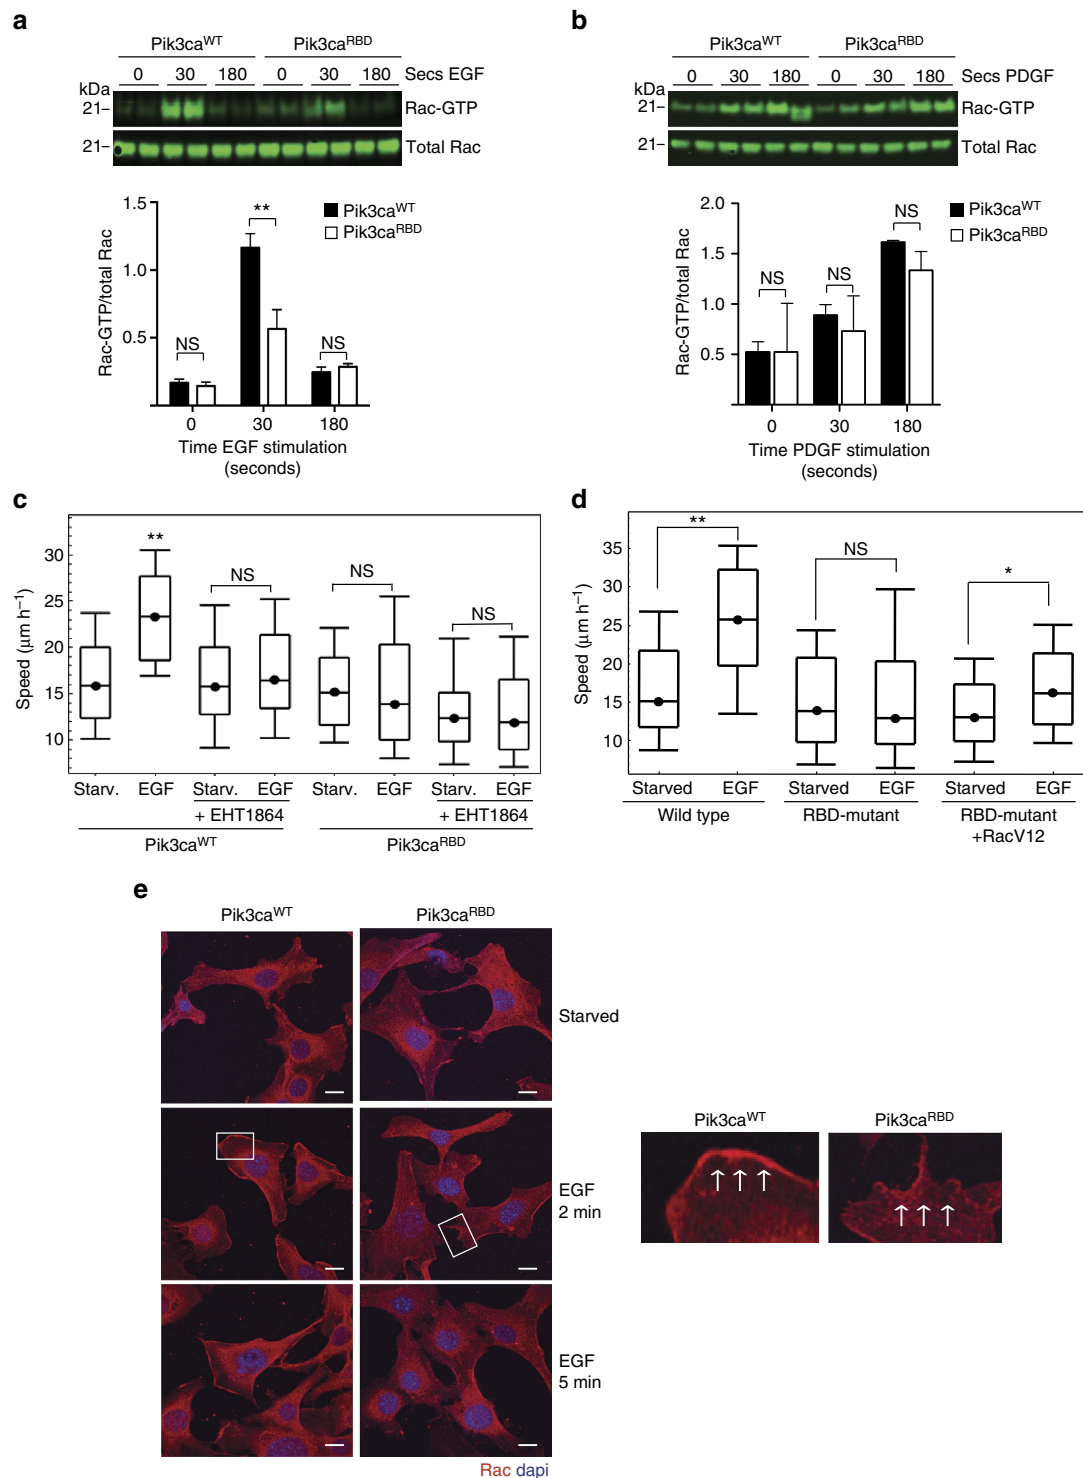 a
Pik3caWT Pik3caRBD
0 30 180 0 30 180 Secs EGF
kDa
21– Rac-GTP
21– Total Rac
1.5
1.0
0.5
Rac-GTP/total Rac
** 
NS
NS
Pik3caWT
Pik3caRBD
0 30 180
Time EGF stimulation
(seconds)
b
Pik3caWT Pik3caRBD
0 30 180 0 30 180 Secs PDGF
kDa
21– Rac-GTP
21– Total Rac
2.0
1.5
1.0
0.5
Rac-GTP/total Rac
NS
NS
NS
Pik3caWT
Pik3caRBD
0 30 180
Time PDGF stimulation
(seconds)
c
30
25
20
15
10
Speed (µm h–1)
**
NS
NS
NS
Starv. EGF Starv. EGF Starv. EGF Starv. EGF
+ EHT1864 + EHT1864
Pik3caWT Pik3caRBD
d
35
30
25
20
15
10
Speed (µm h–1)
**
NS
*
Starved EGF Starved EGF Starved EGF
Wild type RBD-mutant RBD-mutant
+RacV12
e
Pik3caWT Pik3caRBD
Starved
EGF
2 min
EGF
5 min
Rac dapi
Pik3caWT Pik3caRBD